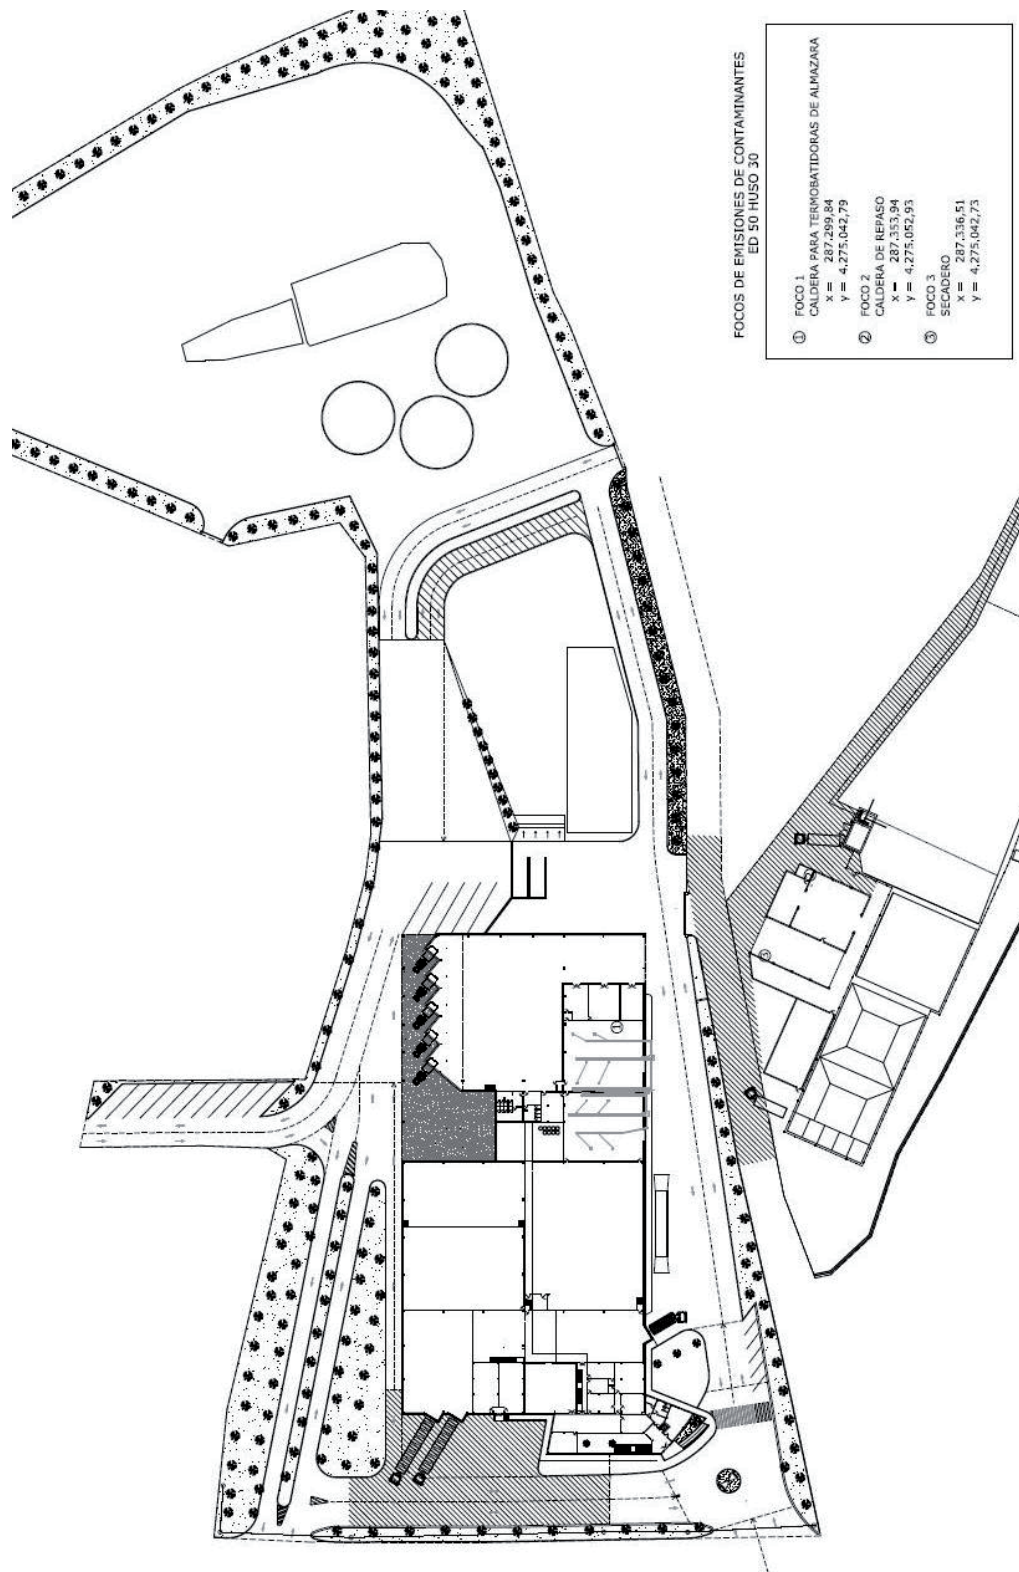 FOCOS DE EMISIONES DE CONTAMINANTES
ED 50 HUSO 30
① FOCO 1
CALDERA PARA TERMOBATIDORAS DE ALMAZARA
x = 287.299,84
y = 4.275.042,79
② FOCO 2
CALDERA DE REPASO
x = 287.353,94
y = 4.275.052,93
③ FOCO 3
SECADERO
x = 287.336,51
y = 4.275.042,73
③
①